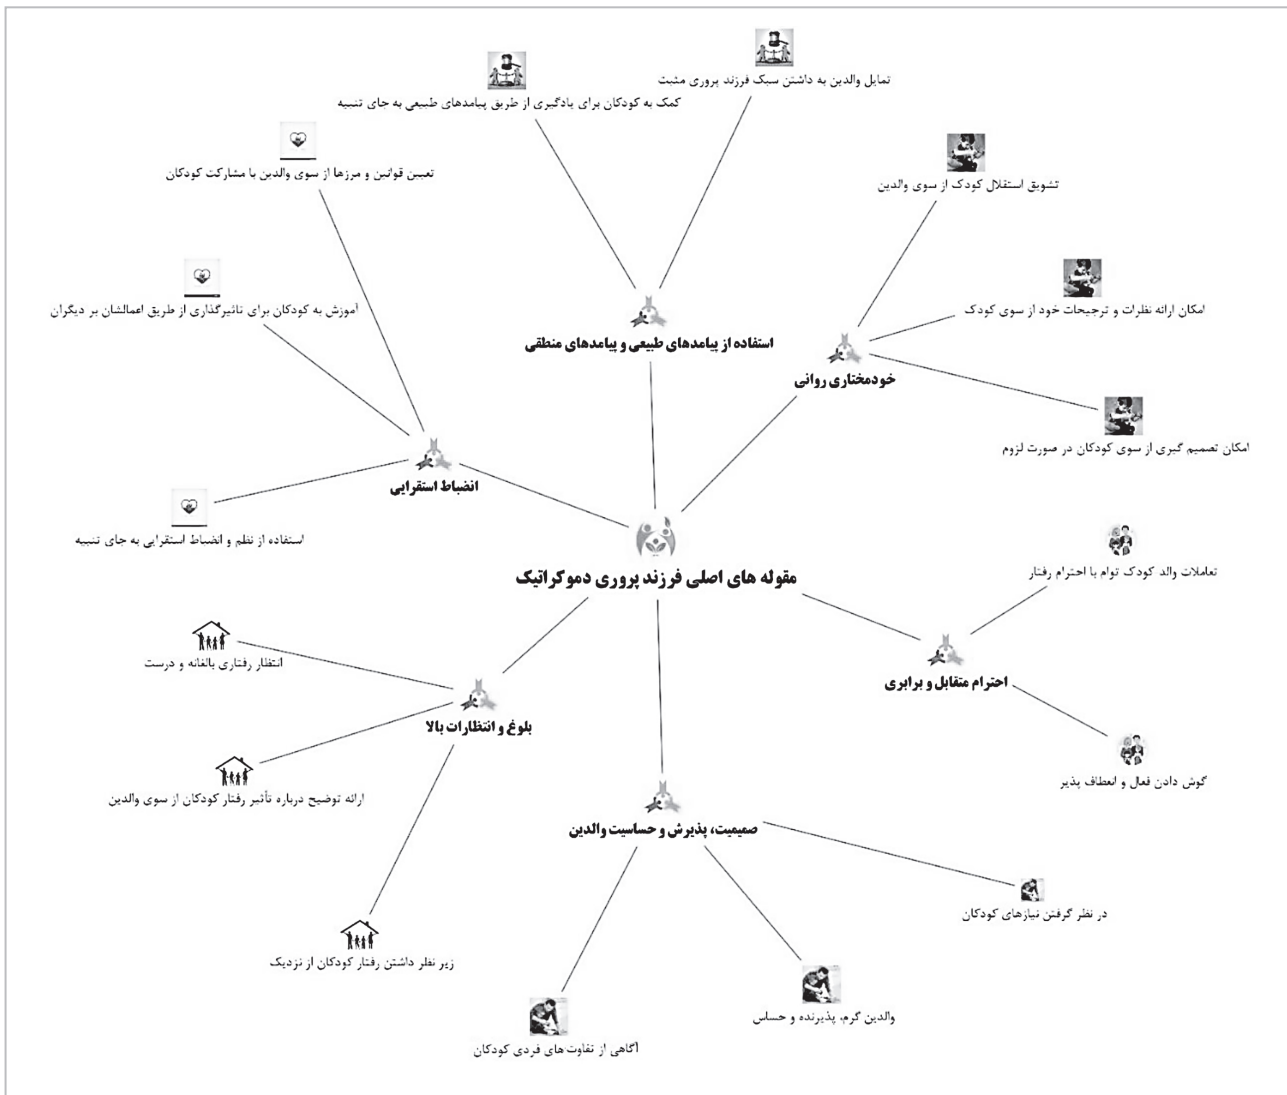 تمایل والدین به داشتن سبک فرزند پروری مثبت
کمک به کودکان برای یادگیری از طریق پیامدهای طبیعی به جای تنبیه
تعیین قوانین و مرزها از سوی والدین با مشارکت کودکان
تشویق استقلال کودک از سوی والدین
امکان ارائه نظرات و ترجیحات خود از سوی کودک
آموزش به کودکان برای تاثیرگذاری از طریق اعمالشان بر دیگران
استفاده از پیامدهای طبیعی و پیامدهای منطقی
خودمختاری روانی
امکان تصمیم گیری از سوی کودکان در صورت لزوم
انضباط استقرایی
استفاده از نظم و انضباط استقرایی به جای تنبیه
مقوله های اصلی فرزند پروری دموکراتیک
تعاملات والد کودک توام با احترام رفتار
انتظار رفتاری بالغانه و درست
احترام متقابل و برابری
بلوغ و انتظارات بالا
گوش دادن فعال و انعطاف پذیر
ارائه توضیح درباره تأثیر رفتار کودکان از سوی والدین
صمیمیت، پذیرش و حساسیت والدین
در نظر گرفتن نیازهای کودکان
زیر نظر داشتن رفتار کودکان از نزدیک
والدین گرم، پذیرنده و حساس
آگاهی از تفاوت های فردی کودکان